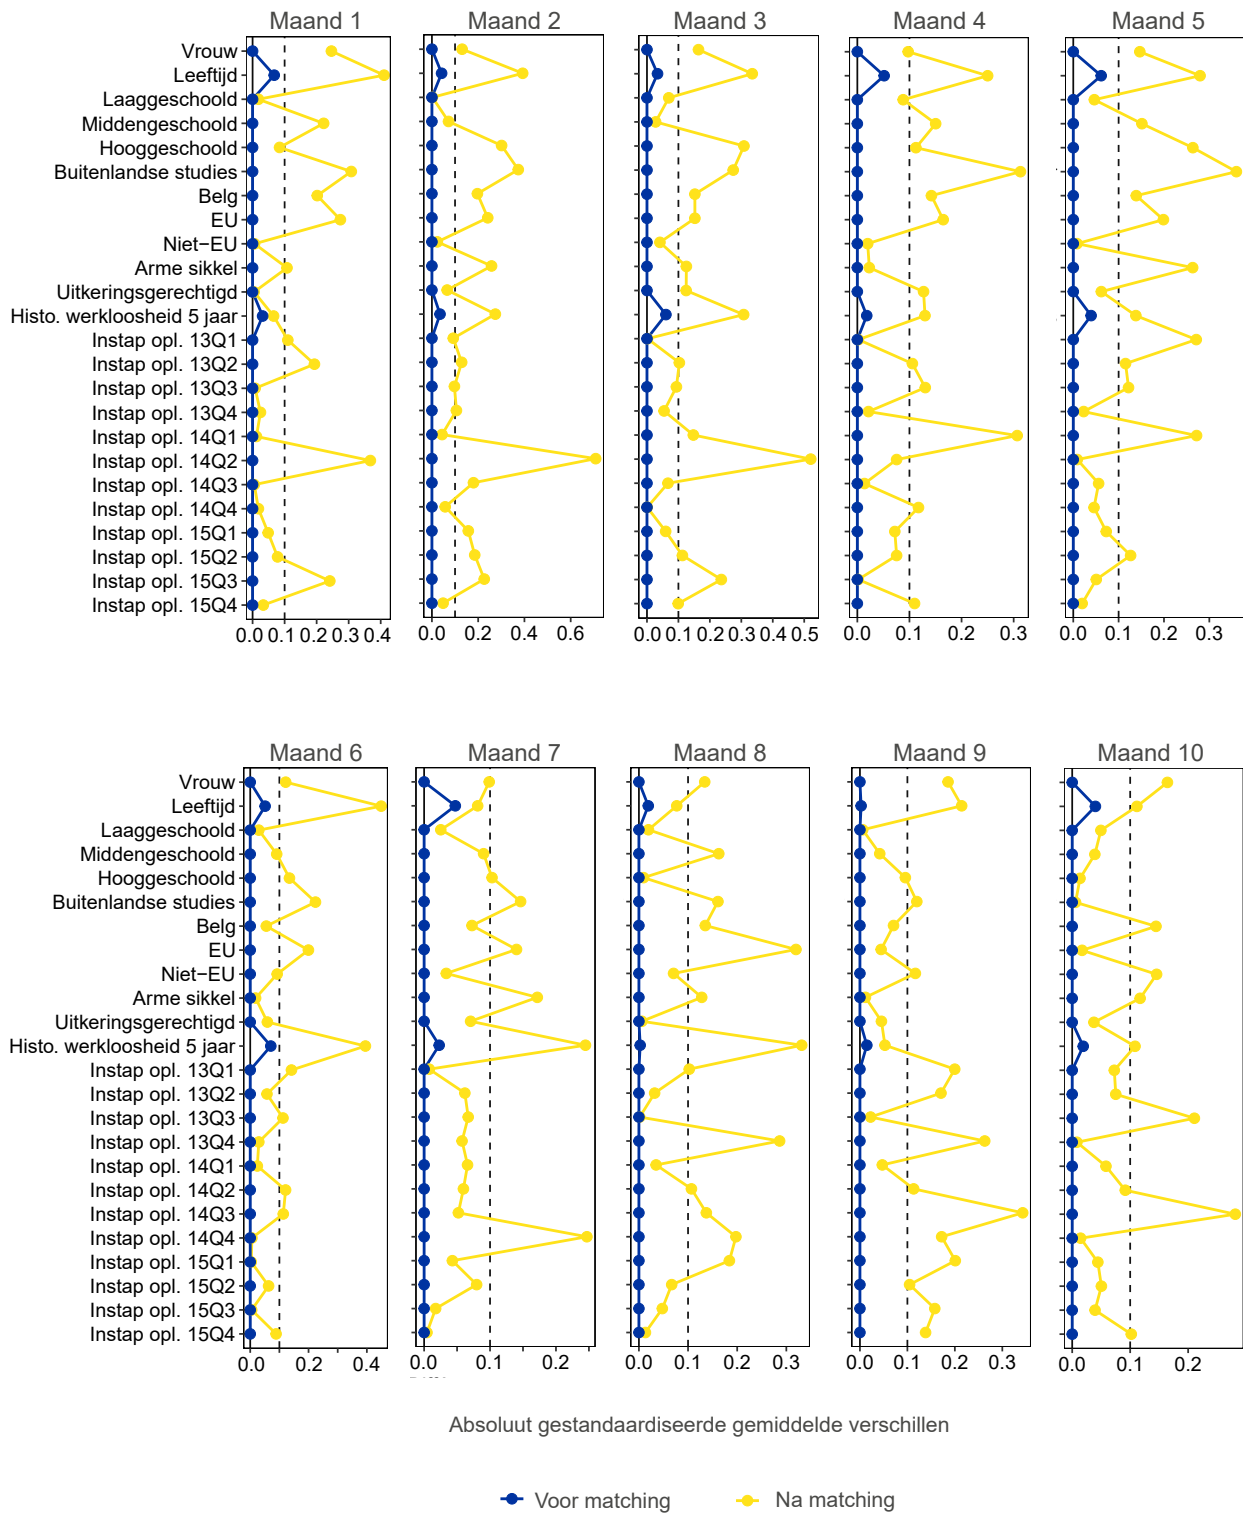 Maand 1 Maand 2 Maand 3 Maand 4 Maand 5
Vrouw
Leeftijd
Laaggeschoold
Middengeschoold
Hooggeschoold
Buitenlandse studies
Belg
EU
Niet−EU
Arme sikkel
Uitkeringsgerechtigd
Histo. werkloosheid 5 jaar
Instap opl. 13Q1
Instap opl. 13Q2
Instap opl. 13Q3
Instap opl. 13Q4
Instap opl. 14Q1
Instap opl. 14Q2
Instap opl. 14Q3
Instap opl. 14Q4
Instap opl. 15Q1
Instap opl. 15Q2
Instap opl. 15Q3
Instap opl. 15Q4
0.0 0.1 0.2 0.3 0.4 0.0 0.2 0.4 0.6 0.0 0.1 0.2 0.3 0.4 0.5 0.0 0.1 0.2 0.3 0.0 0.1 0.2 0.3
Maand 6 Maand 7 Maand 8 Maand 9 Maand 10
Vrouw
Leeftijd
Laaggeschoold
Middengeschoold
Hooggeschoold
Buitenlandse studies
Belg
EU
Niet−EU
Arme sikkel
Uitkeringsgerechtigd
Histo. werkloosheid 5 jaar
Instap opl. 13Q1
Instap opl. 13Q2
Instap opl. 13Q3
Instap opl. 13Q4
Instap opl. 14Q1
Instap opl. 14Q2
Instap opl. 14Q3
Instap opl. 14Q4
Instap opl. 15Q1
Instap opl. 15Q2
Instap opl. 15Q3
Instap opl. 15Q4
0.0 0.2 0.4 0.0 0.1 0.2 0.0 0.1 0.2 0.3 0.0 0.1 0.2 0.3 0.0 0.1 0.2
Absoluut gestandaardiseerde gemiddelde verschillen
Voor matching Na matching